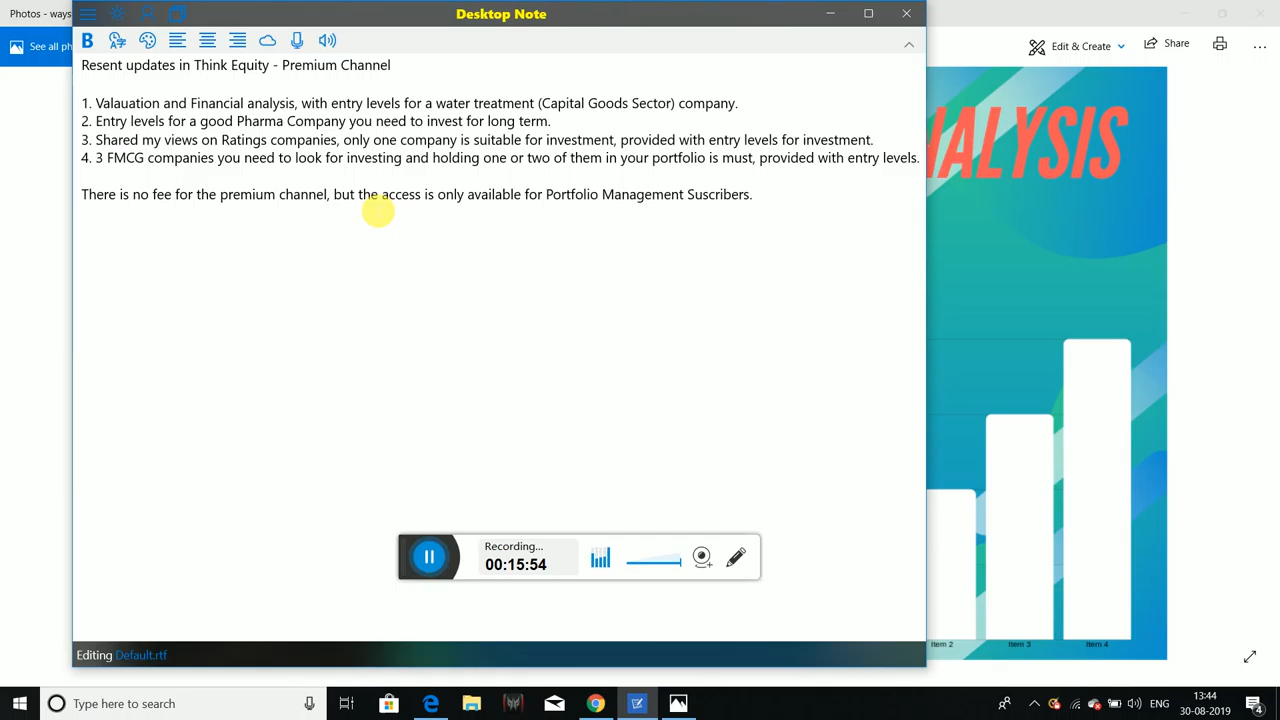 Photos - ways
Desktop Note
See all ph
Edit & Create
Share
Resent updates in Think Equity - Premium Channel
1. Valauation and Financial analysis, with entry levels for a water treatment (Capital Goods Sector) company.
2. Entry levels for a good Pharma Company you need to invest for long term.
3. Shared my views on Ratings companies, only one company is suitable for investment, provided with entry levels for investment.
4. 3 FMCG companies you need to look for investing and holding one or two of them in your portfolio is must, provided with entry levels.
There is no fee for the premium channel, but the access is only available for Portfolio Management Suscribers.
NALYSIS
Recording...
00:15:54
Item 2
Item 3
Item 4
Editing Default.rtf
Type here to search
ENG
13:44
30-08-2019
4